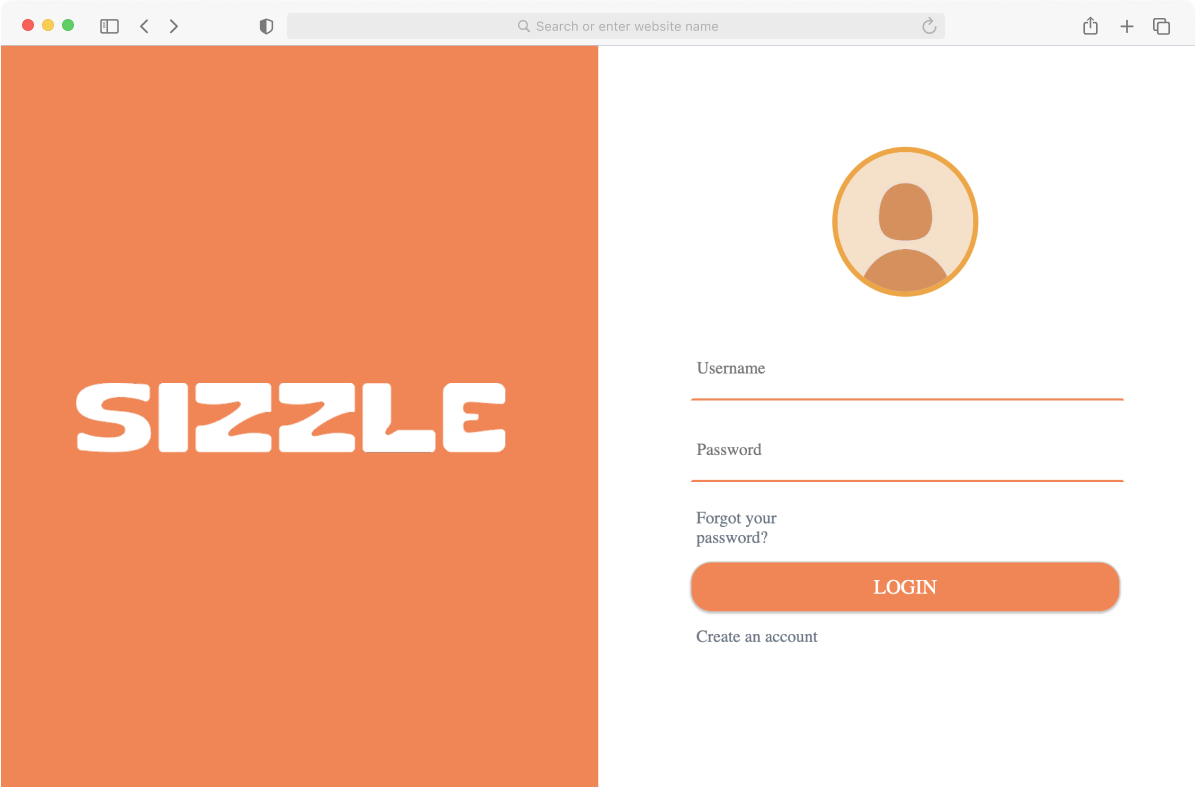 Search or enter website name
SIZZLE
Username
Password
Forgot your
password?
LOGIN
Create an account